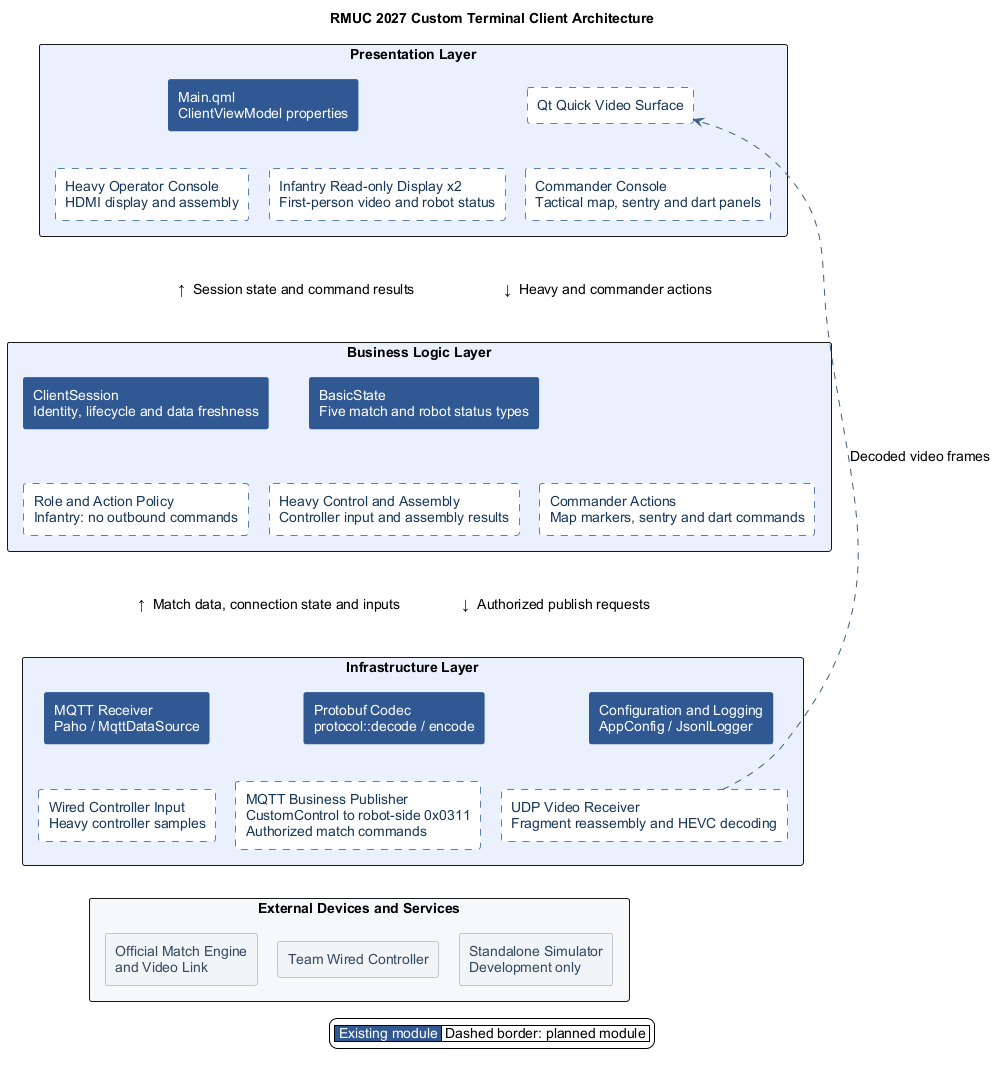 RMUC 2027 Custom Terminal Client Architecture
Presentation Layer
Main.qml
ClientViewModel properties
Qt Quick Video Surface
Heavy Operator Console
HDMI display and assembly
Infantry Read-only Display x2
First-person video and robot status
Commander Console
Tactical map, sentry and dart panels
↑ Session state and command results
↓ Heavy and commander actions
Business Logic Layer
ClientSession
Identity, lifecycle and data freshness
BasicState
Five match and robot status types
Decoded video frames
Role and Action Policy
Infantry: no outbound commands
Heavy Control and Assembly
Controller input and assembly results
Commander Actions
Map markers, sentry and dart commands
↑ Match data, connection state and inputs
↓ Authorized publish requests
Infrastructure Layer
MQTT Receiver
Paho / MqttDataSource
Protobuf Codec
protocol::decode / encode
Configuration and Logging
AppConfig / JsonlLogger
Wired Controller Input
Heavy controller samples
MQTT Business Publisher
CustomControl to robot-side 0x0311
Authorized match commands
UDP Video Receiver
Fragment reassembly and HEVC decoding
External Devices and Services
Official Match Engine
and Video Link
Team Wired Controller
Standalone Simulator
Development only
Existing module
Dashed border: planned module